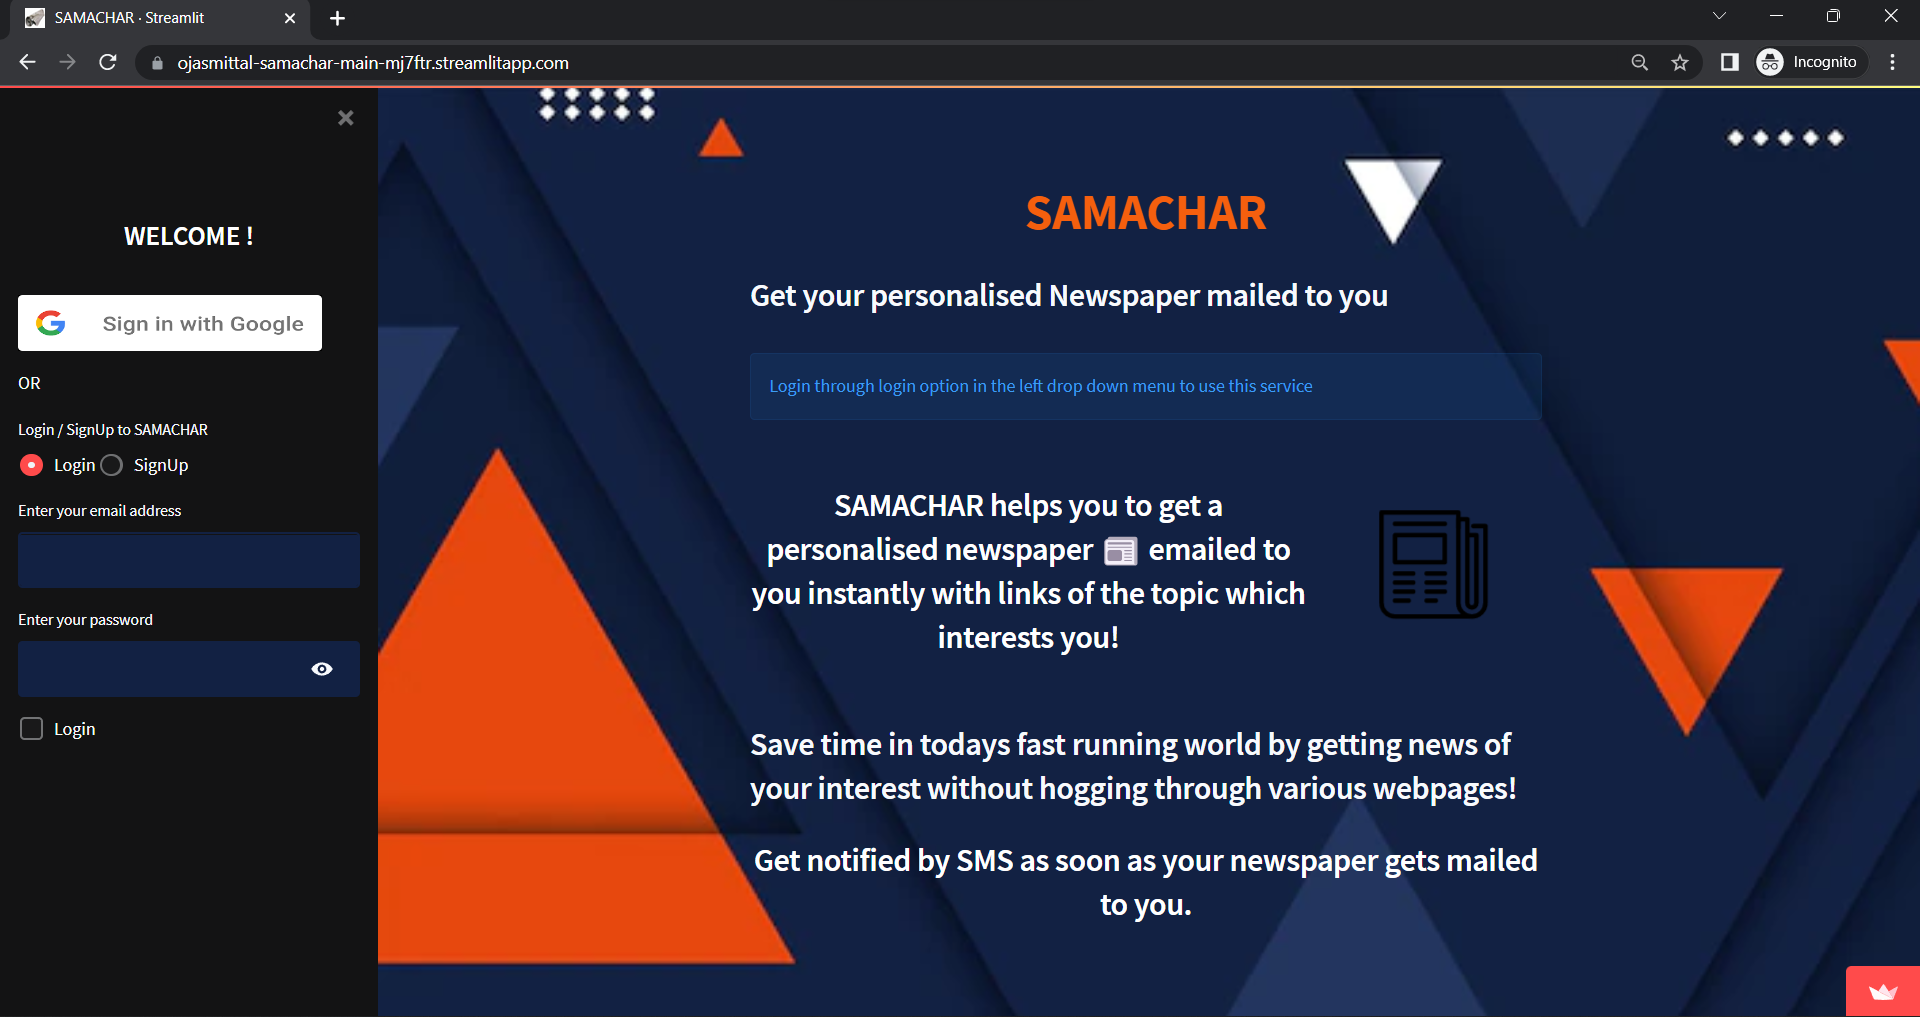 SAMACHAR · Streamlit
ojasmittal-samachar-main-mj7ftr.streamlitapp.com
Incognito
WELCOME !
Sign in with Google
OR
Login / SignUp to SAMACHAR
Login SignUp
Enter your email address
Enter your password
Login
SAMACHAR
Get your personalised Newspaper mailed to you
Login through login option in the left drop down menu to use this service
SAMACHAR helps you to get a
personalised newspaper 📰 emailed to
you instantly with links of the topic which
interests you!
Save time in todays fast running world by getting news of
your interest without hogging through various webpages!
Get notified by SMS as soon as your newspaper gets mailed
to you.